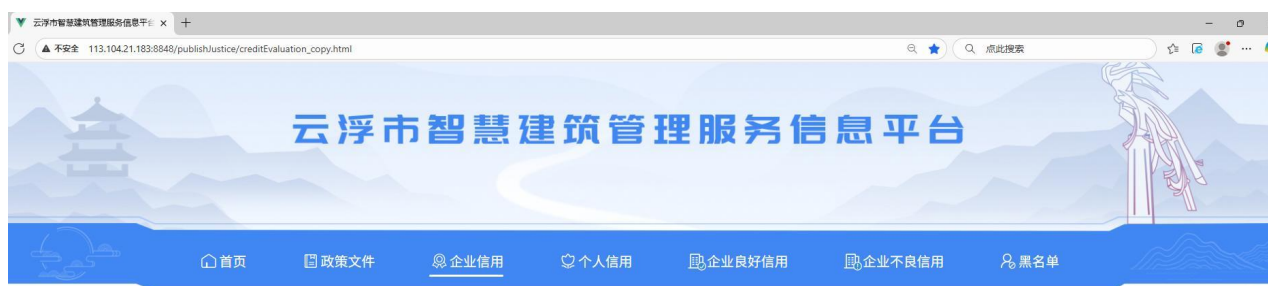 云浮市智慧建筑管理服务信息平台
不安全 113.104.21.183:8848/publishJustice/creditEvaluation_copy.html
点此搜索
云浮市智慧建筑管理服务信息平台
首页 政策文件 企业信用 个人信用 企业良好信用 企业不良信用 黑名单